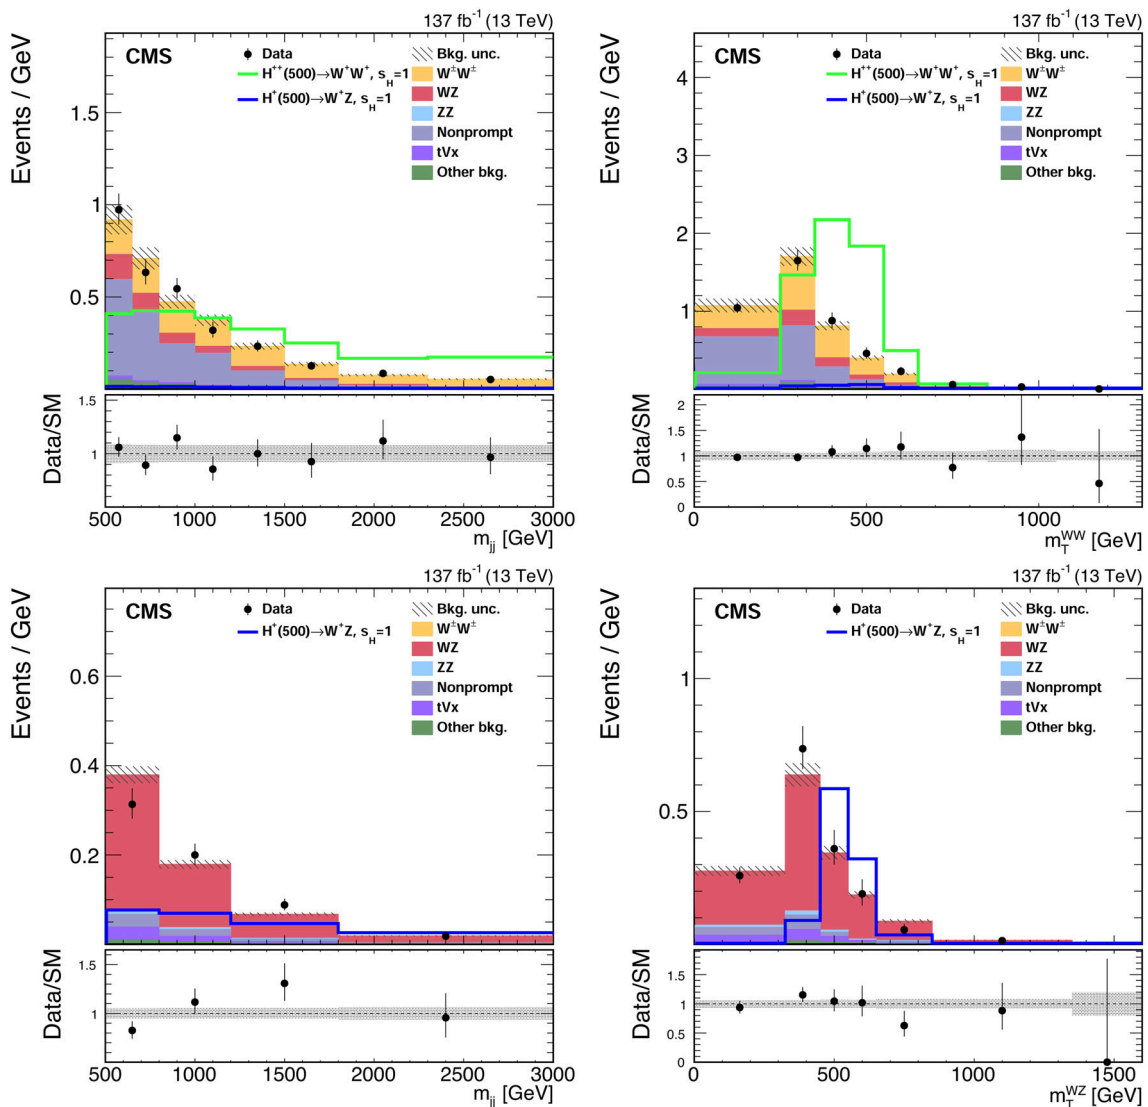 137 fb⁻¹ (13 TeV)
CMS
Data
H⁺⁺(500)→W⁺W⁺, s_H=1
H⁺(500)→W⁺Z, s_H=1
Bkg. unc.
W±W±
WZ
ZZ
Nonprompt
tVx
Other bkg.
Events / GeV
1.5
1
0.5
Data/SM
1.5
1
500 1000 1500 2000 2500 3000
m_jj [GeV]
137 fb⁻¹ (13 TeV)
CMS
Data
H⁺⁺(500)→W⁺W⁺, s_H=1
H⁺(500)→W⁺Z, s_H=1
Bkg. unc.
W±W±
WZ
ZZ
Nonprompt
tVx
Other bkg.
Events / GeV
4
3
2
1
Data/SM
2
1.5
1
0.5
0
0 500 1000
m_T^WW [GeV]
137 fb⁻¹ (13 TeV)
CMS
Data
H⁺(500)→W⁺Z, s_H=1
Bkg. unc.
W±W±
WZ
ZZ
Nonprompt
tVx
Other bkg.
Events / GeV
0.6
0.4
0.2
Data/SM
1.5
1
500 1000 1500 2000 2500 3000
m_jj [GeV]
137 fb⁻¹ (13 TeV)
CMS
Data
H⁺(500)→W⁺Z, s_H=1
Bkg. unc.
W±W±
WZ
ZZ
Nonprompt
tVx
Other bkg.
Events / GeV
1
0.5
Data/SM
1.5
1
0.5
0
0 500 1000 1500
m_T^WZ [GeV]